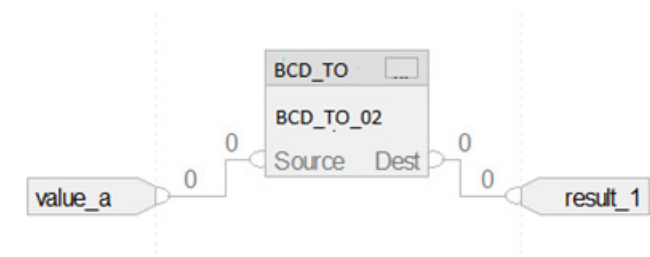 BCD_TO ...
BCD_TO_02
0 Source Dest 0
value_a 0 0 result_1